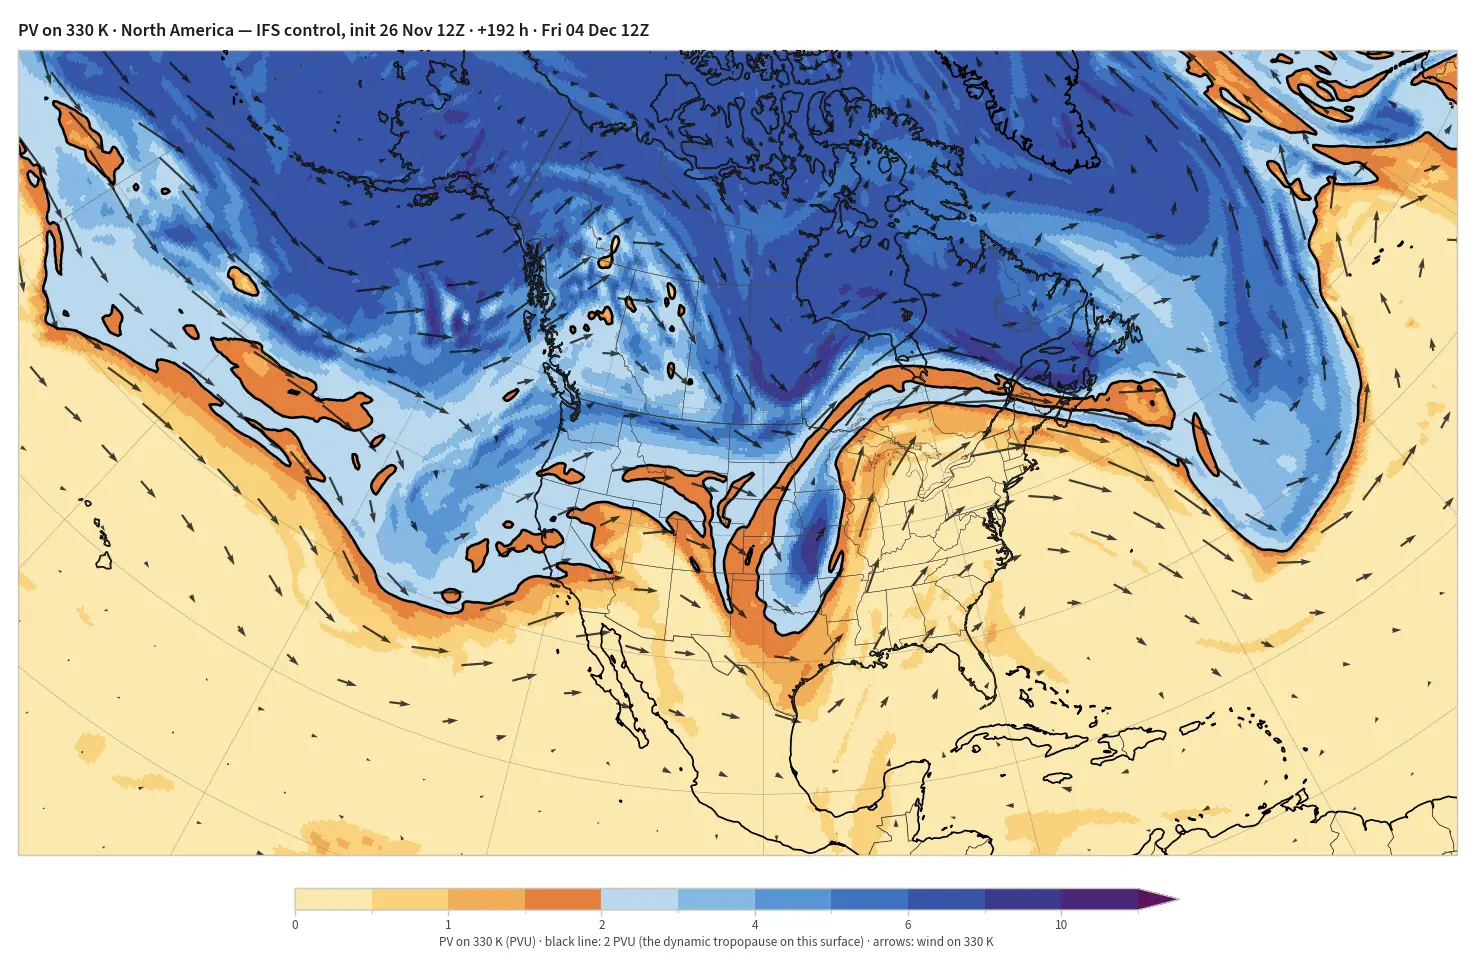 PV on 330 K · North America — IFS control, init 26 Nov 12Z · +192 h · Fri 04 Dec 12Z
0 1 2 4 6 10
PV on 330 K (PVU) · black line: 2 PVU (the dynamic tropopause on this surface) · arrows: wind on 330 K